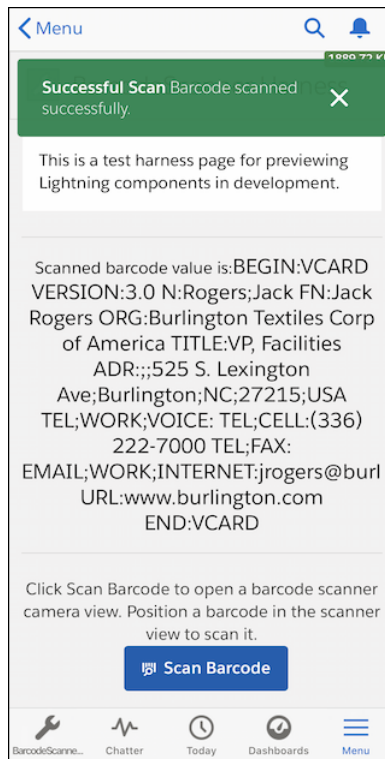 Menu
1889.72 K
Successful Scan Barcode scanned
successfully.
This is a test harness page for previewing
Lightning components in development.
Scanned barcode value is:BEGIN:VCARD
VERSION:3.0 N:Rogers;Jack FN:Jack
Rogers ORG:Burlington Textiles Corp
of America TITLE:VP, Facilities
ADR:;;525 S. Lexington
Ave;Burlington;NC;27215;USA
TEL;WORK;VOICE: TEL;CELL:(336)
222-7000 TEL;FAX:
EMAIL;WORK;INTERNET:jrogers@burl
URL:www.burlington.com
END:VCARD
Click Scan Barcode to open a barcode scanner
camera view. Position a barcode in the scanner
view to scan it.
Scan Barcode
BarcodeScanne... Chatter Today Dashboards Menu